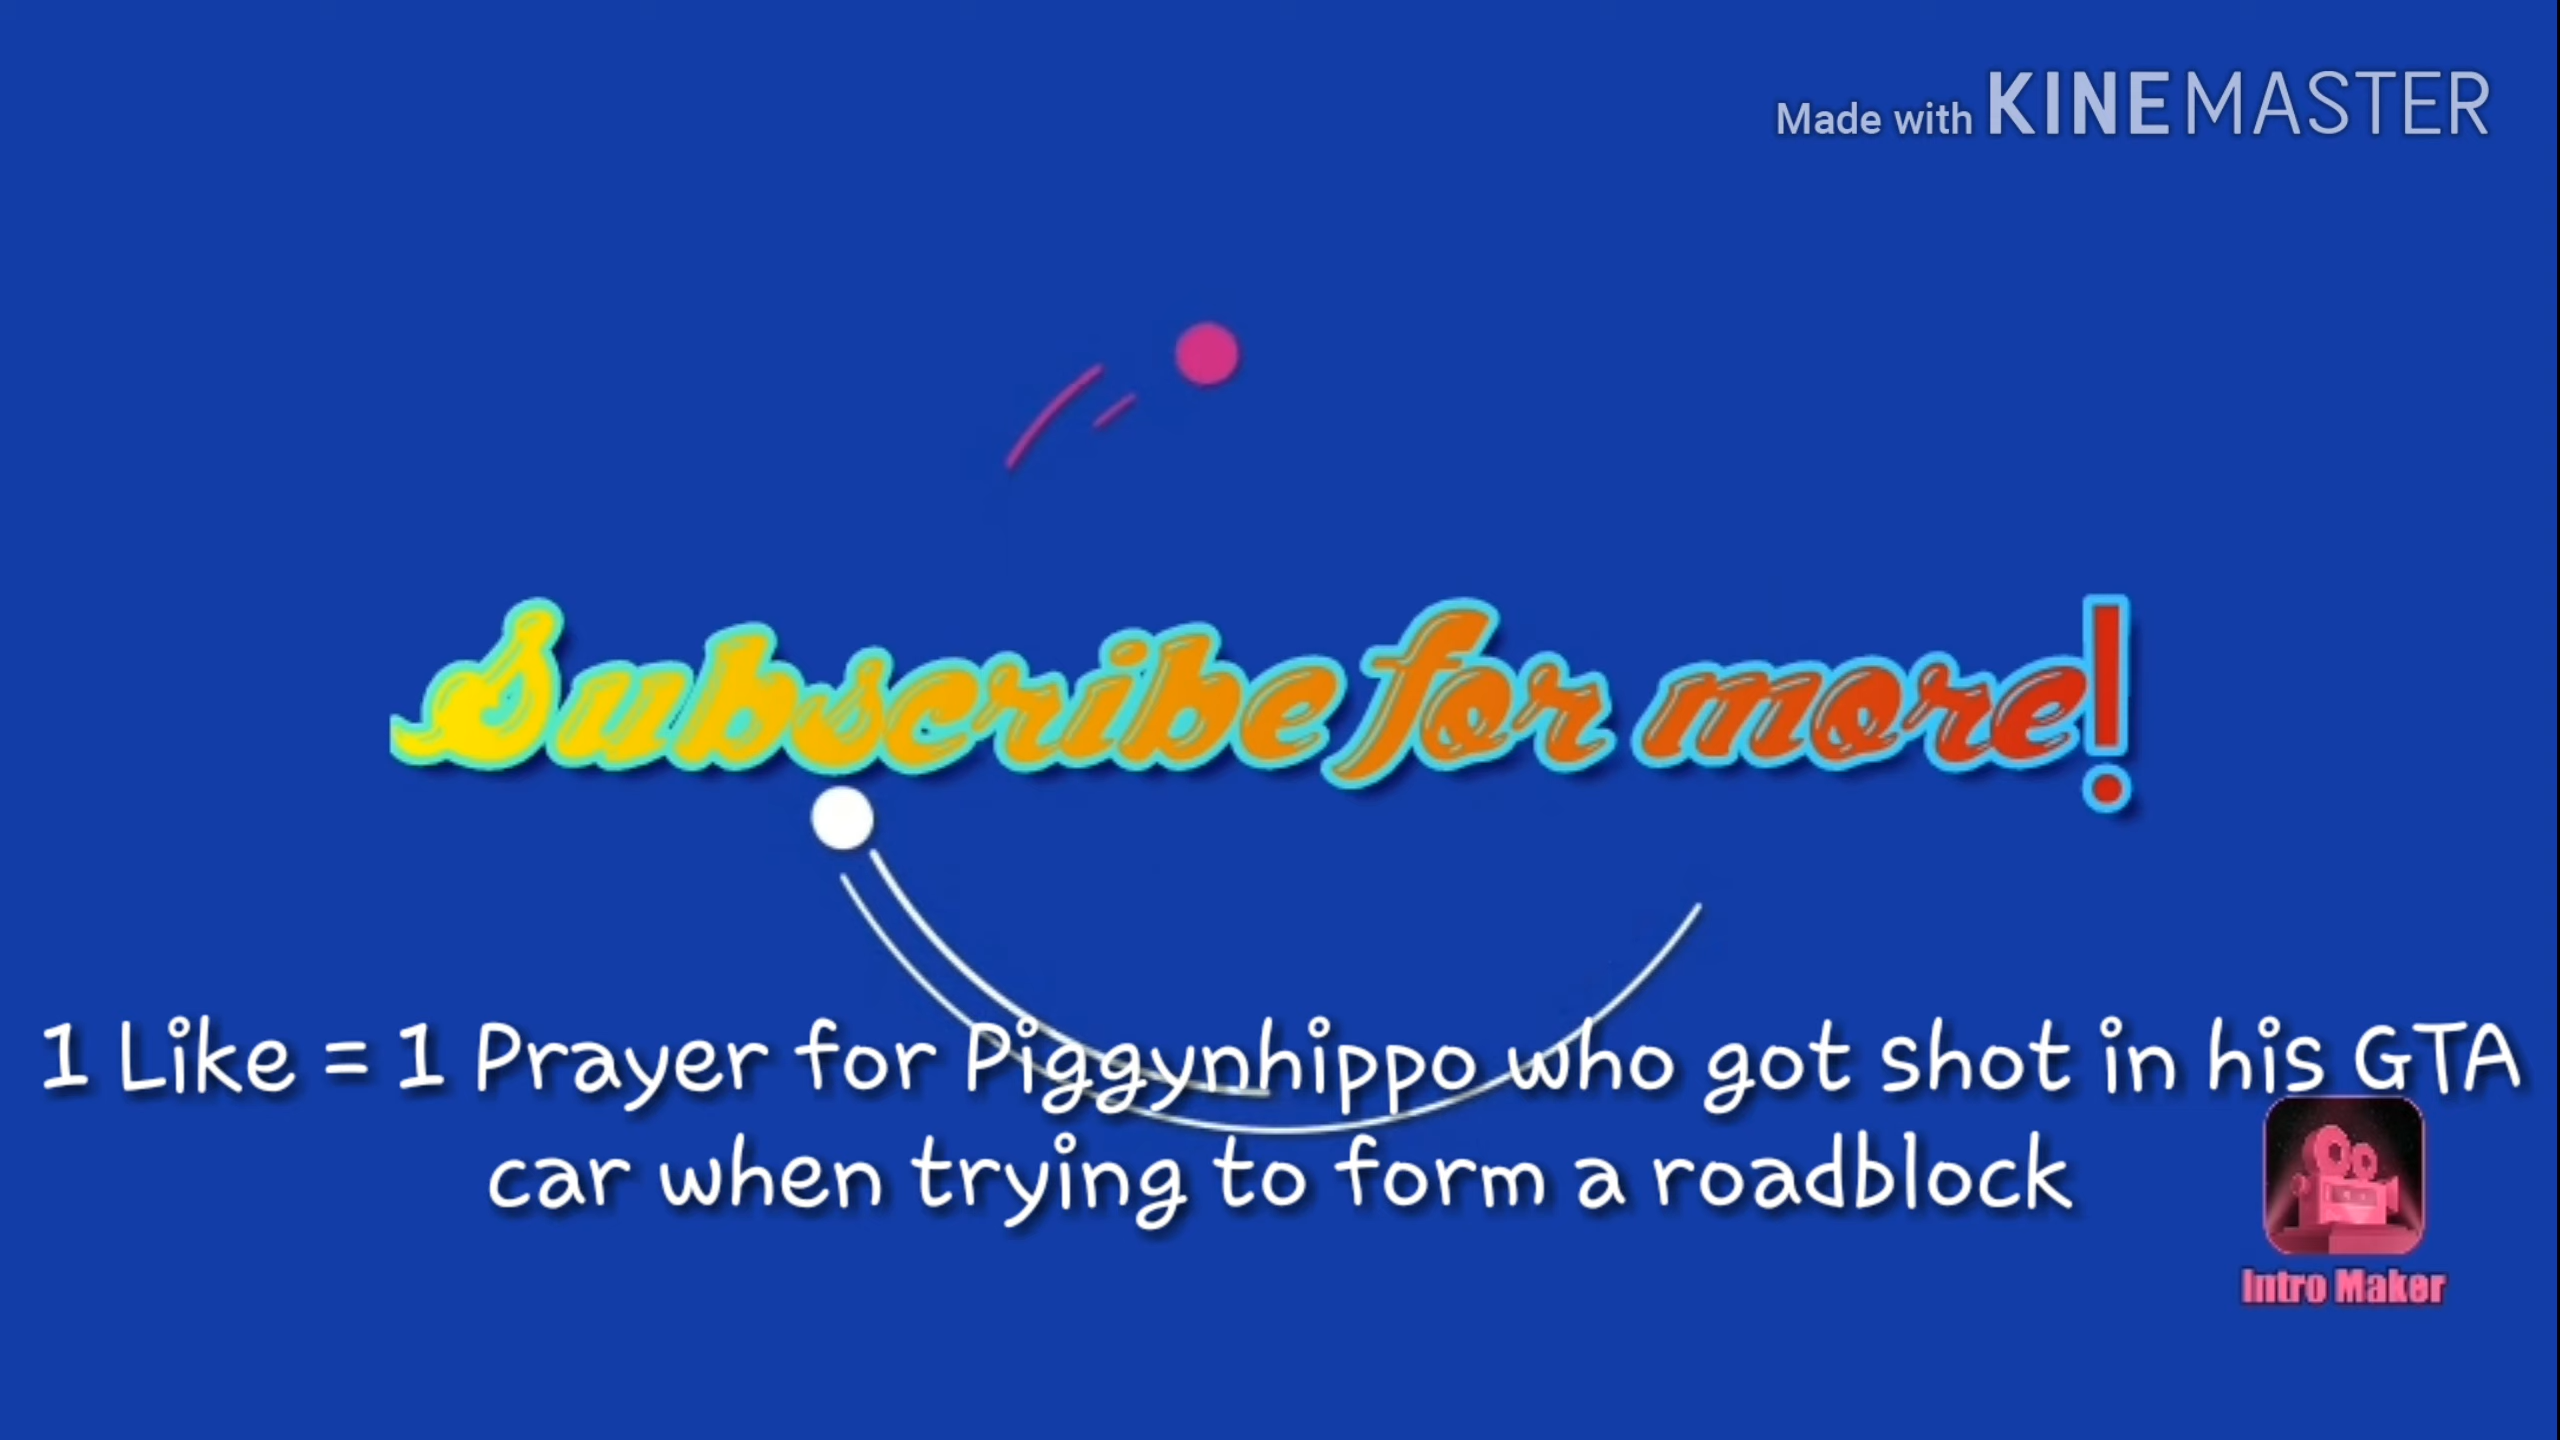 Made with KINEMASTER
Subscribe for more!
1 Like = 1 Prayer for Piggynhippo who got shot in his GTA
car when trying to form a roadblock
Intro Maker